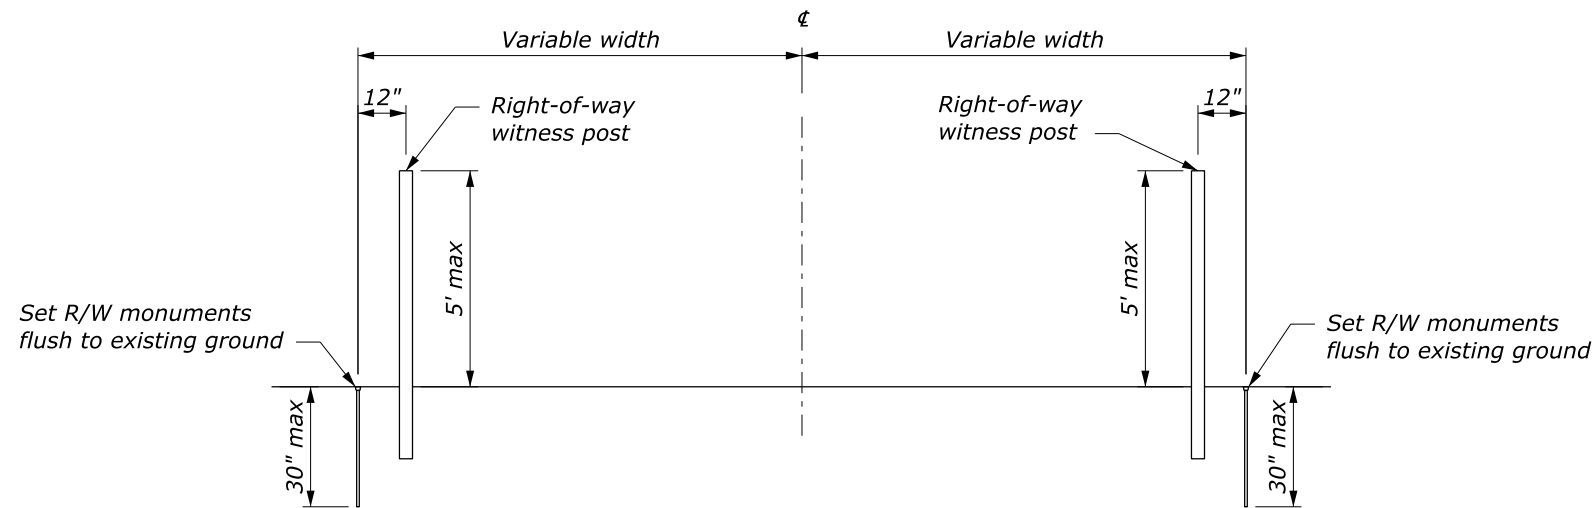 ℄
Variable width
Variable width
12"
Right-of-way
witness post
Right-of-way
witness post
12"
5' max
5' max
Set R/W monuments
flush to existing ground
Set R/W monuments
flush to existing ground
30" max
30" max